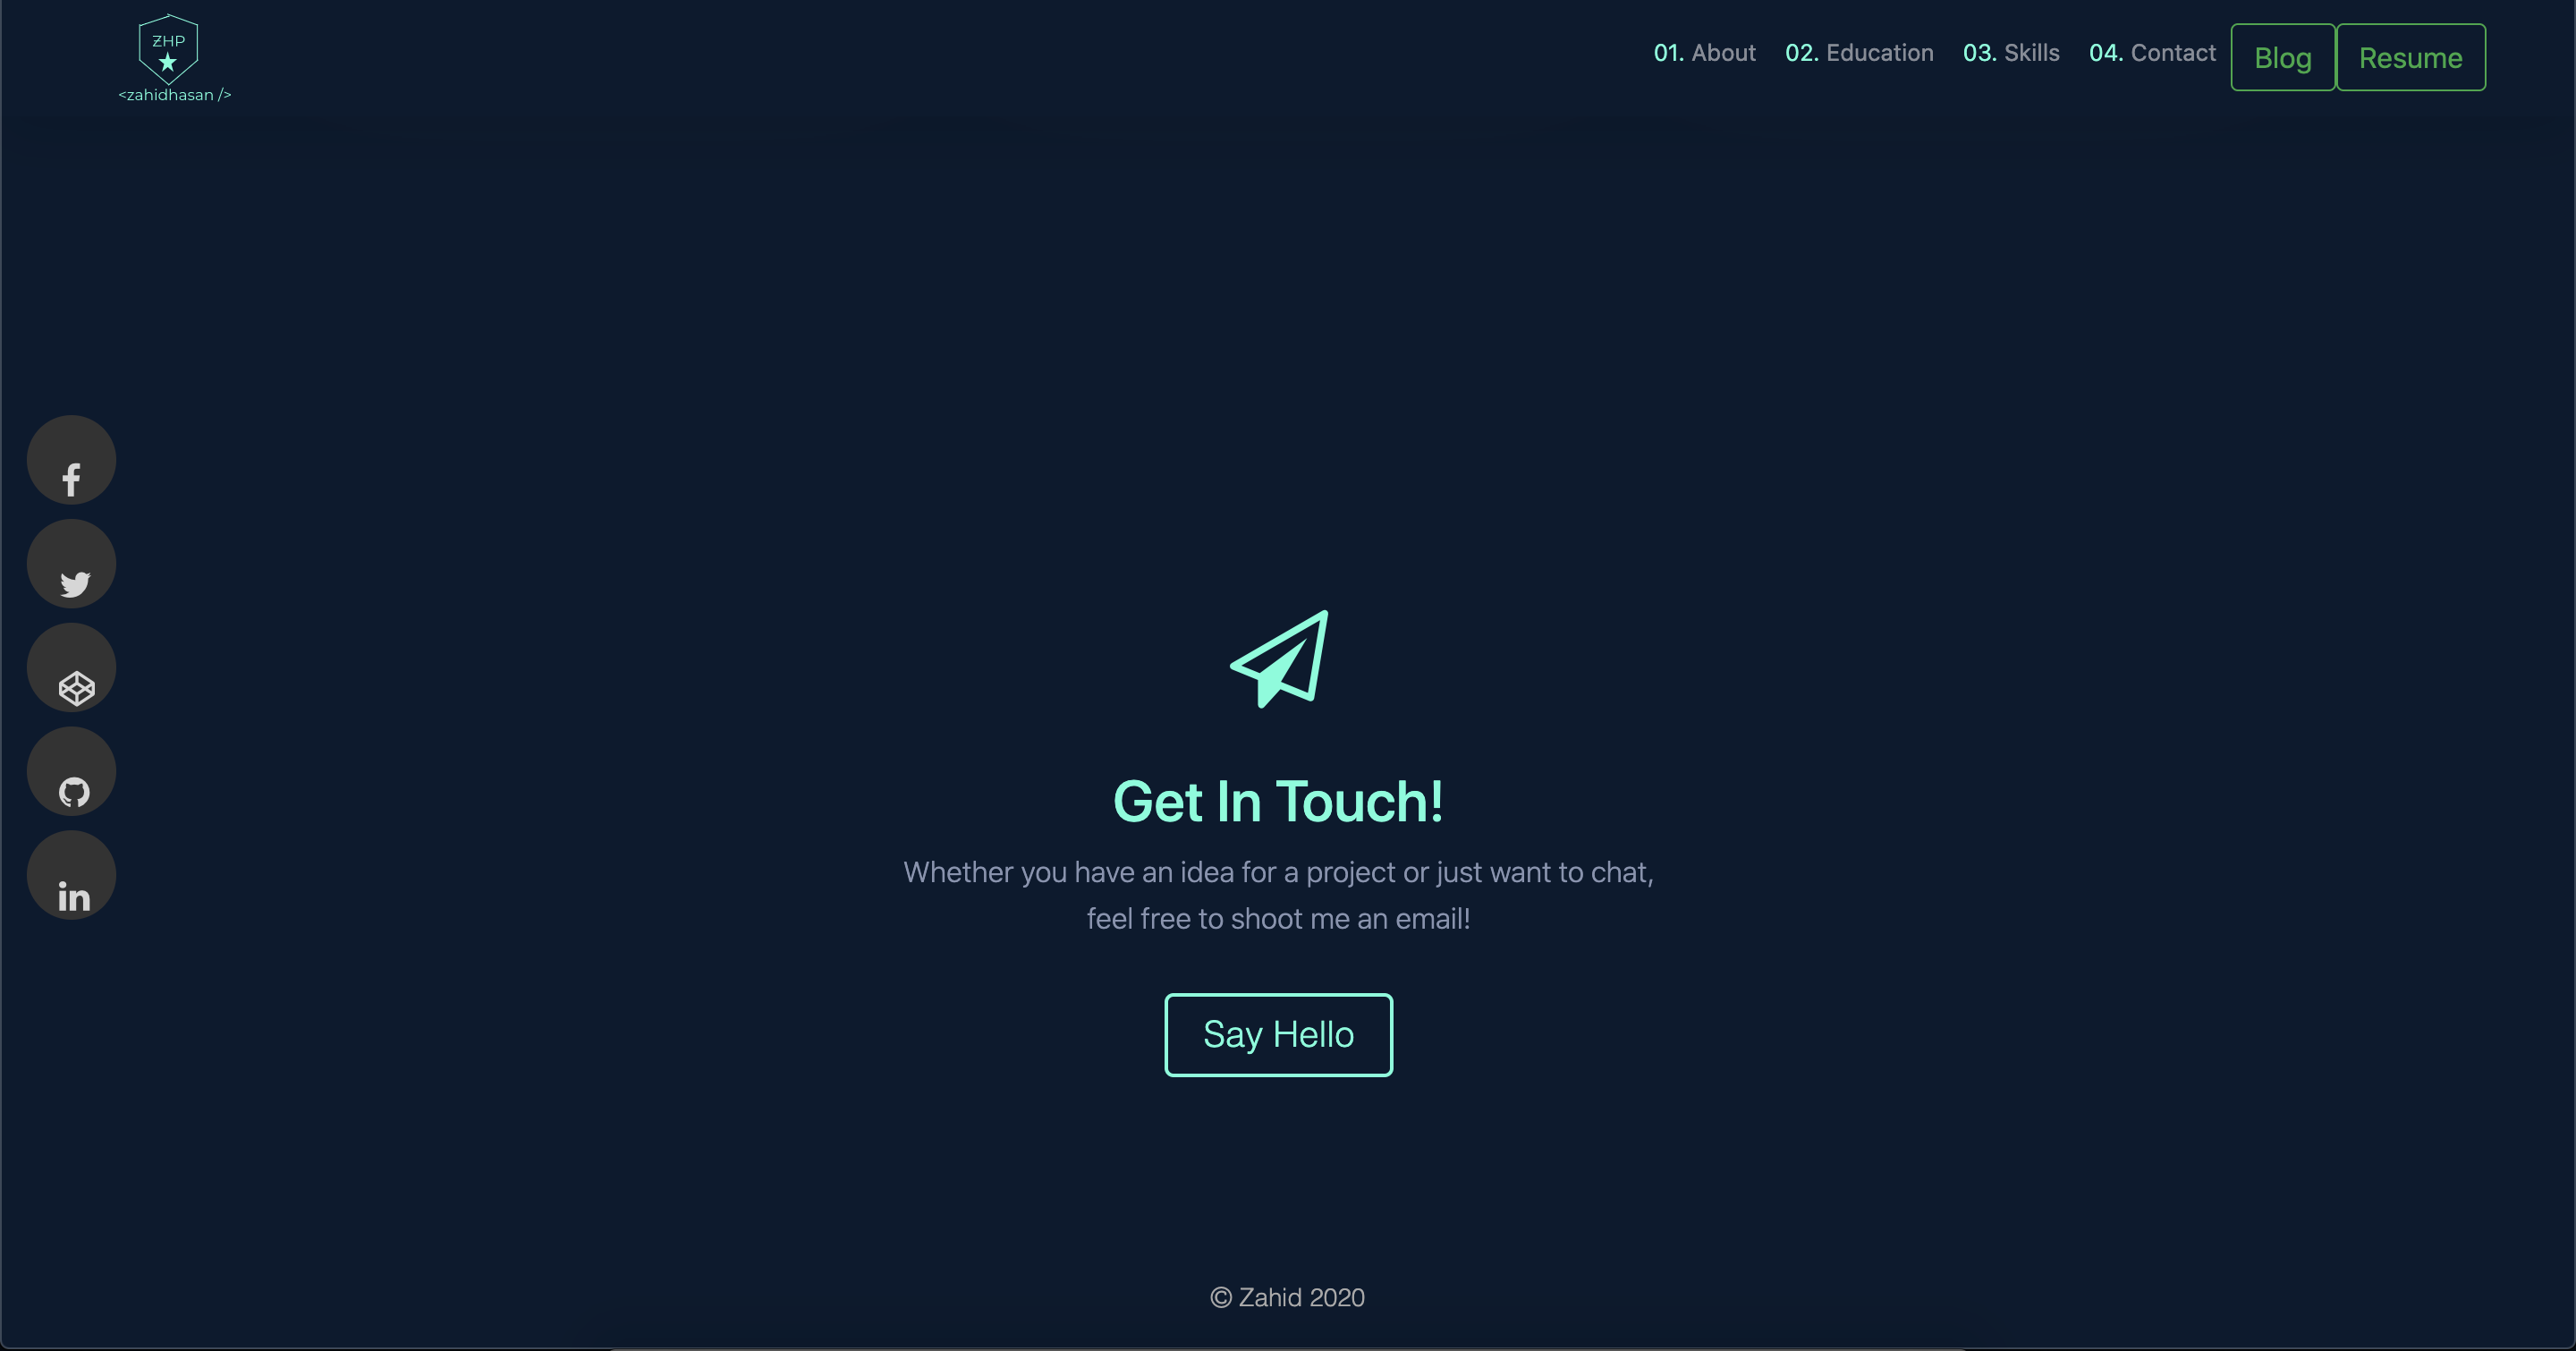 ƵHP
<zahidhasan />
01. About 02. Education 03. Skills 04. Contact Blog Resume
Get In Touch!
Whether you have an idea for a project or just want to chat,
feel free to shoot me an email!
Say Hello
© Zahid 2020